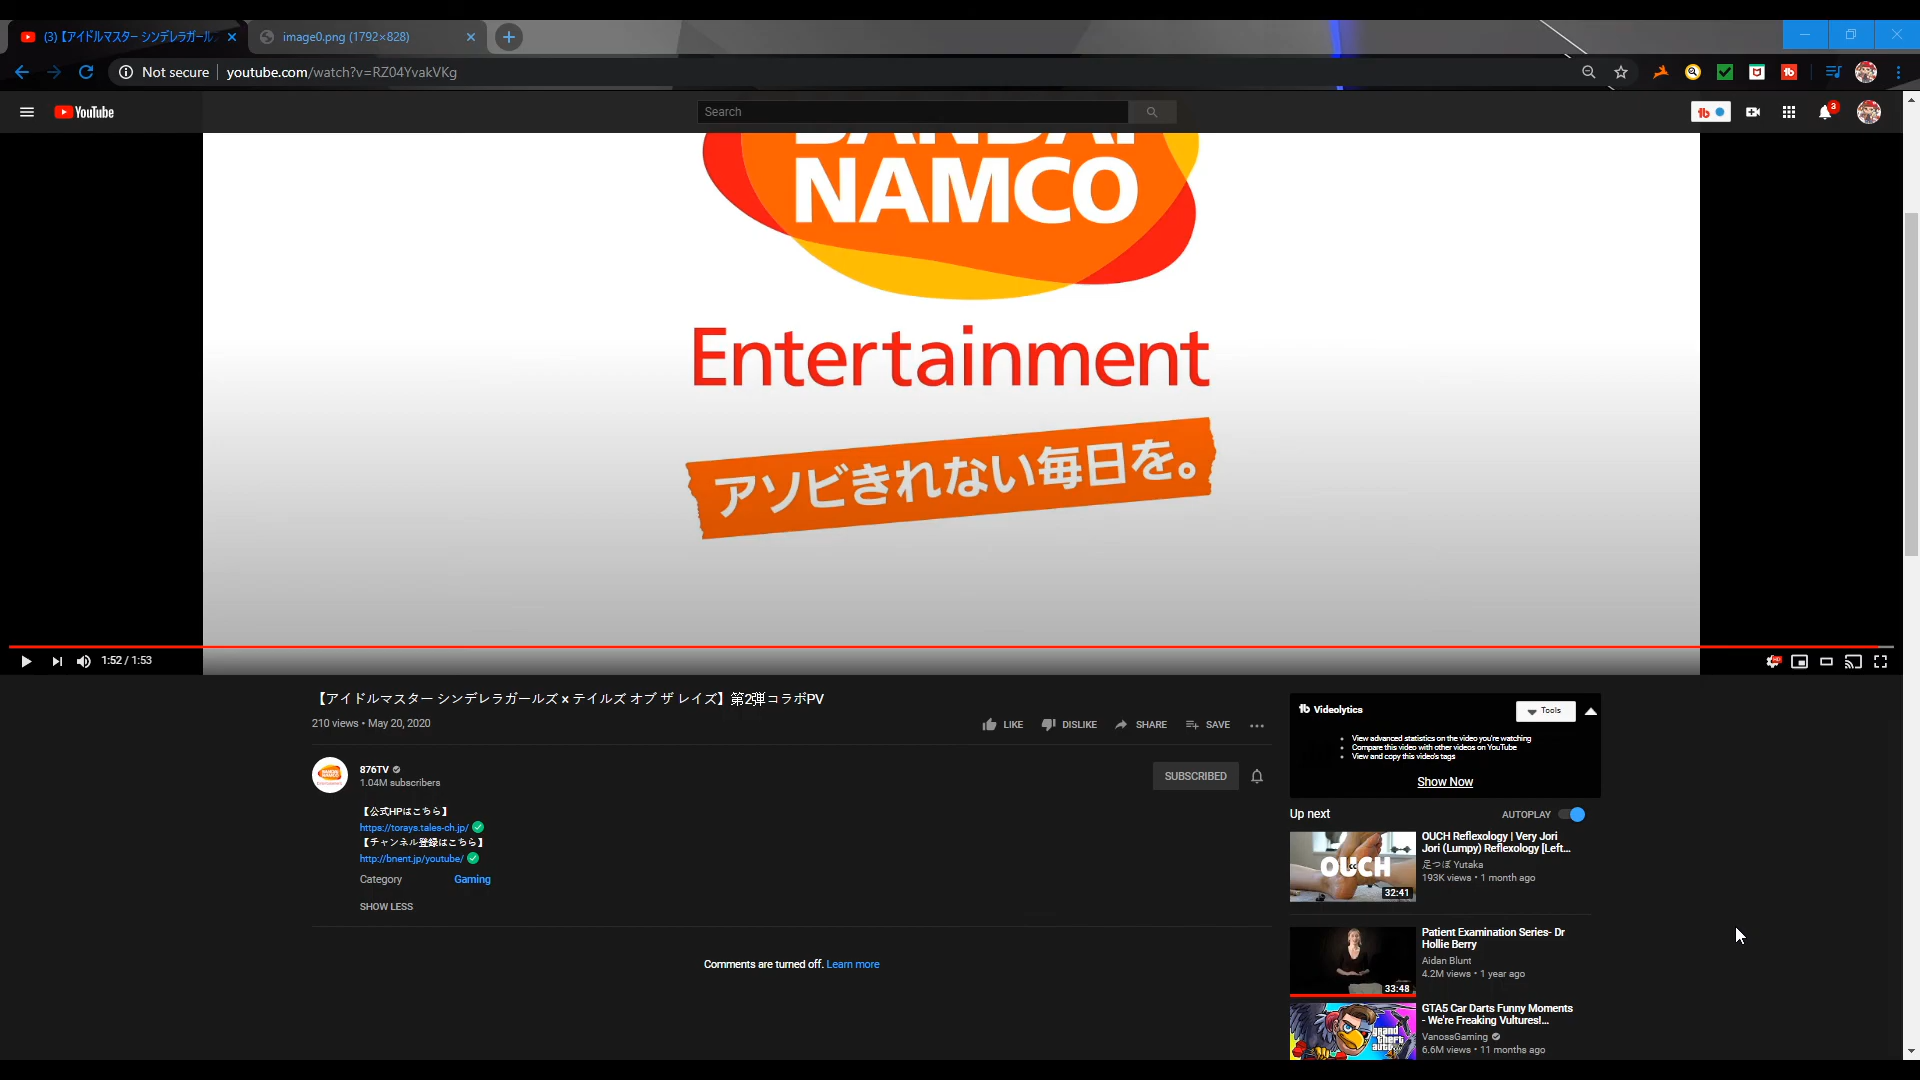 (3)【アイドルマスター シンデレラガール
image0.png (1792×828)
Not secure
youtube.com/watch?v=RZ04YvakVKg
YouTube
Search
3
BANDAI
NAMCO
Entertainment
アソビきれない毎日を。
1:52 / 1:53
【アイドルマスター シンデレラガールズ × テイルズ オブ ザ レイズ】第2弾コラボPV
210 views • May 20, 2020
LIKE
DISLIKE
SHARE
SAVE
876TV
1.04M subscribers
SUBSCRIBED
【公式HPはこちら】
https://torays.tales-ch.jp/
【チャンネル登録はこちら】
http://bnent.jp/youtube/
Category
Gaming
SHOW LESS
Comments are turned off. Learn more
Videolytics
Tools
View advanced statistics on the video you're watching
Compare this video with other videos on YouTube
View and copy this video's tags
Show Now
Up next
AUTOPLAY
OUCH
32:41
OUCH Reflexology | Very Jori
Jori (Lumpy) Reflexology [Left...
足つぼ Yutaka
193K views • 1 month ago
33:48
Patient Examination Series- Dr
Hollie Berry
Aidan Blunt
4.2M views • 1 year ago
grand
theft
auto
GTA5 Car Darts Funny Moments
- We're Freaking Vultures!...
VanossGaming
6.6M views • 11 months ago